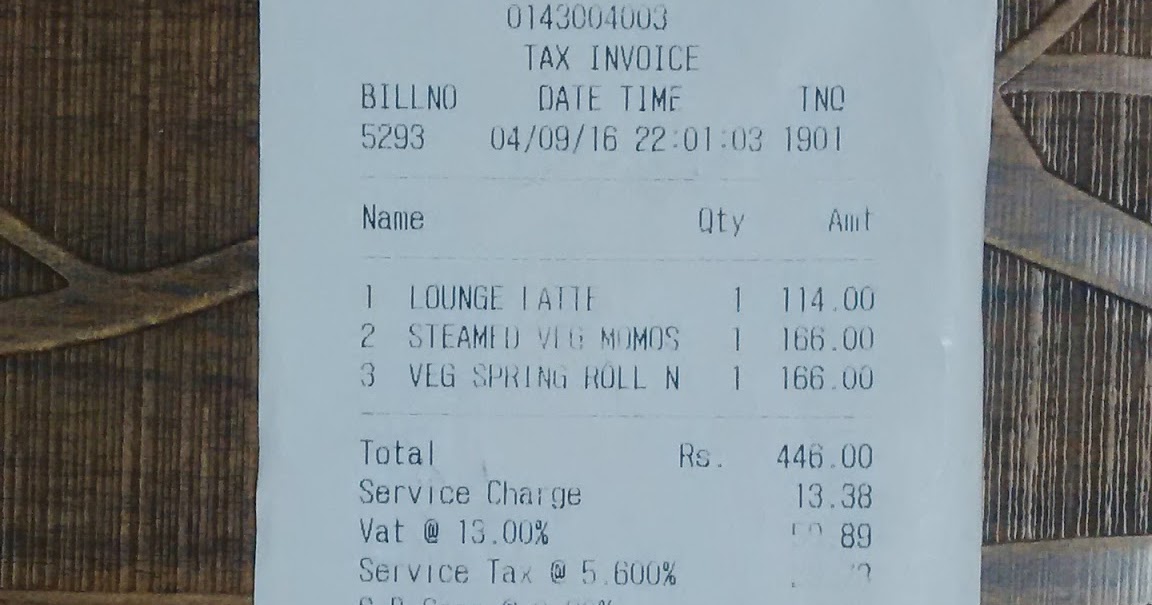 0143004003
TAX INVOICE
BILLNO DATE TIME TNO
5293 04/09/16 22:01:03 1901
Name Qty Amt
1 LOUNGE LATTE 1 114.00
2 STEAMED VEG MOMOS 1 166.00
3 VEG SPRING ROLL N 1 166.00
Total Rs. 446.00
Service Charge 13.38
Vat @ 13.00% 89
Service Tax @ 5.600%